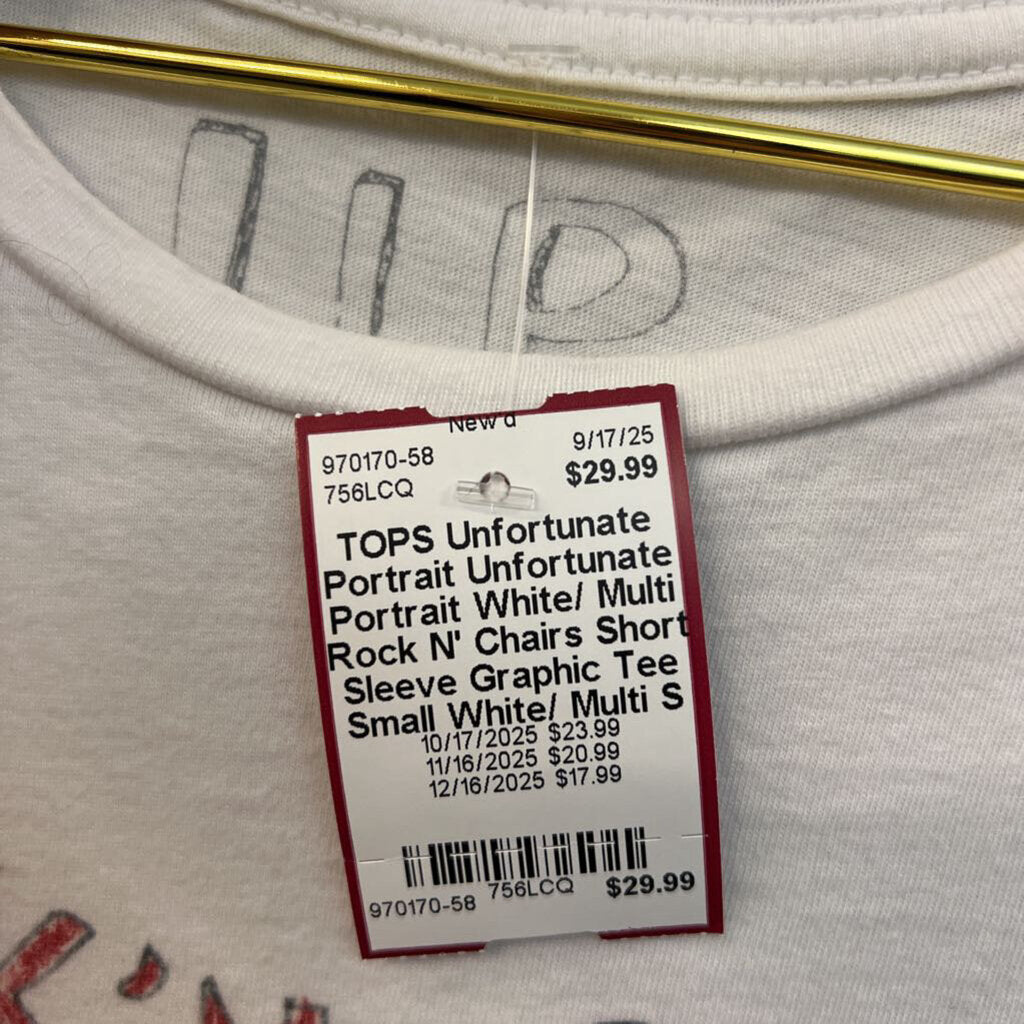 UP
New'd
970170-58 9/17/25
756LCQ $29.99
TOPS Unfortunate
Portrait Unfortunate
Portrait White/ Multi
Rock N' Chairs Short
Sleeve Graphic Tee
Small White/ Multi S
10/17/2025 $23.99
11/16/2025 $20.99
12/16/2025 $17.99
970170-58 756LCQ $29.99
K'N